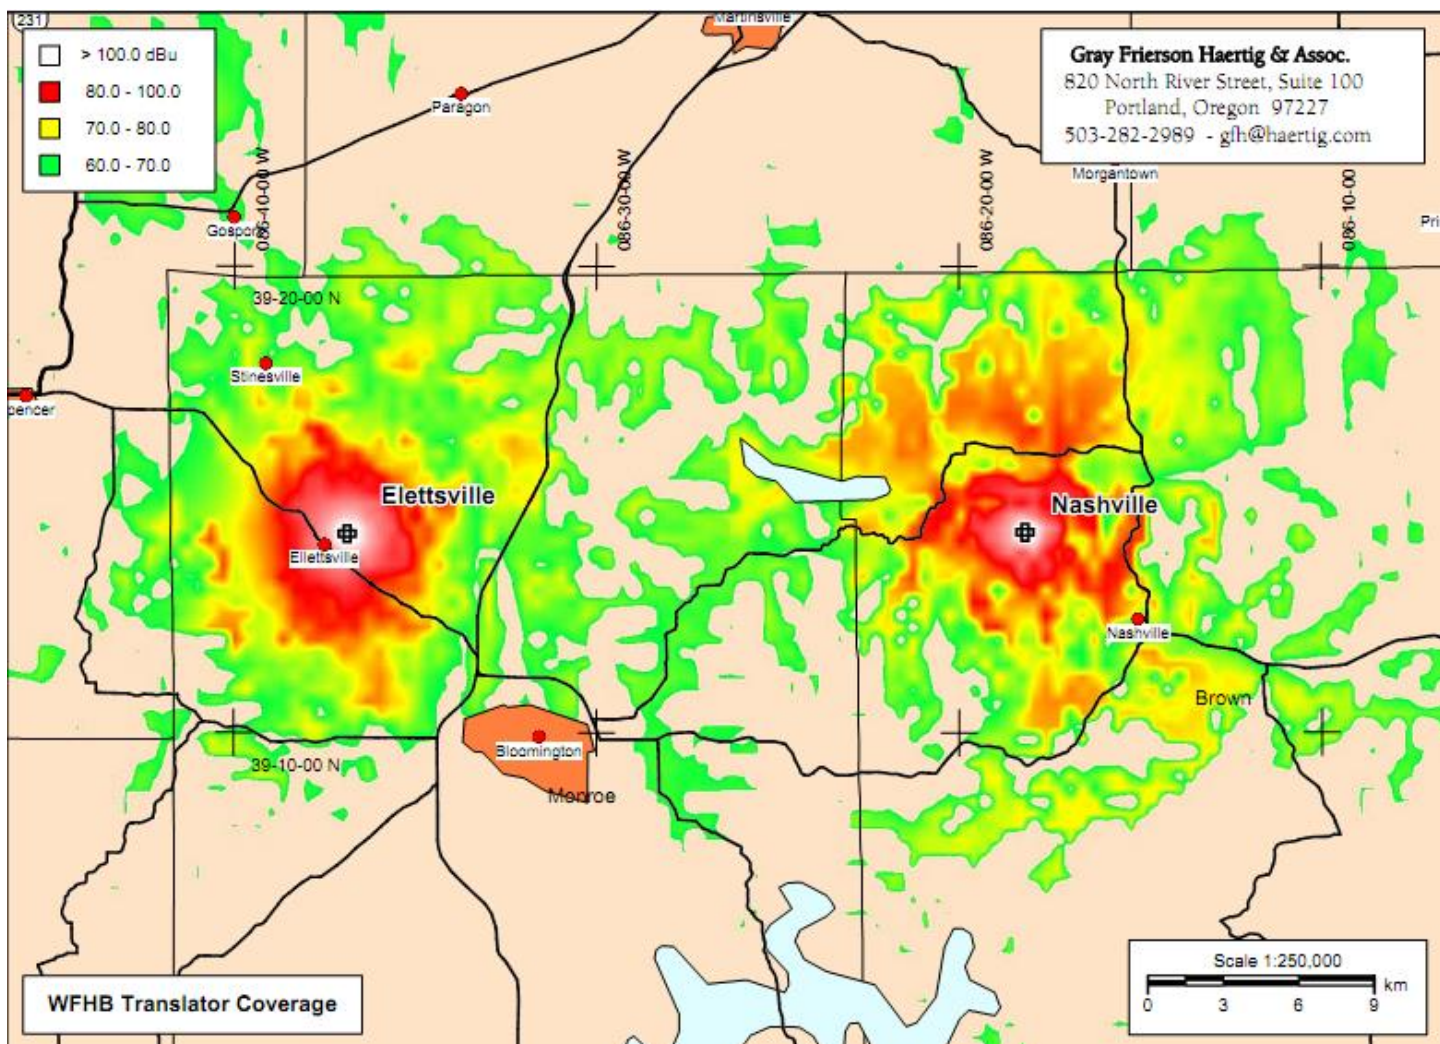 231
> 100.0 dBu
80.0 - 100.0
70.0 - 80.0
60.0 - 70.0
Martinsville
Gray Frierson Haertig & Assoc.
820 North River Street, Suite 100
Portland, Oregon 97227
503-282-2989 - gfh@haertig.com
Paragon
Morgantown
Gosport
086-40-00 W
086-30-00 W
086-20-00 W
086-10-00
Pri
39-20-00 N
Stinesville
pencer
Elettsville
Nashville
Ellettsville
Nashville
Brown
Bloomington
39-10-00 N
Monroe
Scale 1:250,000
km
0 3 6 9
WFHB Translator Coverage